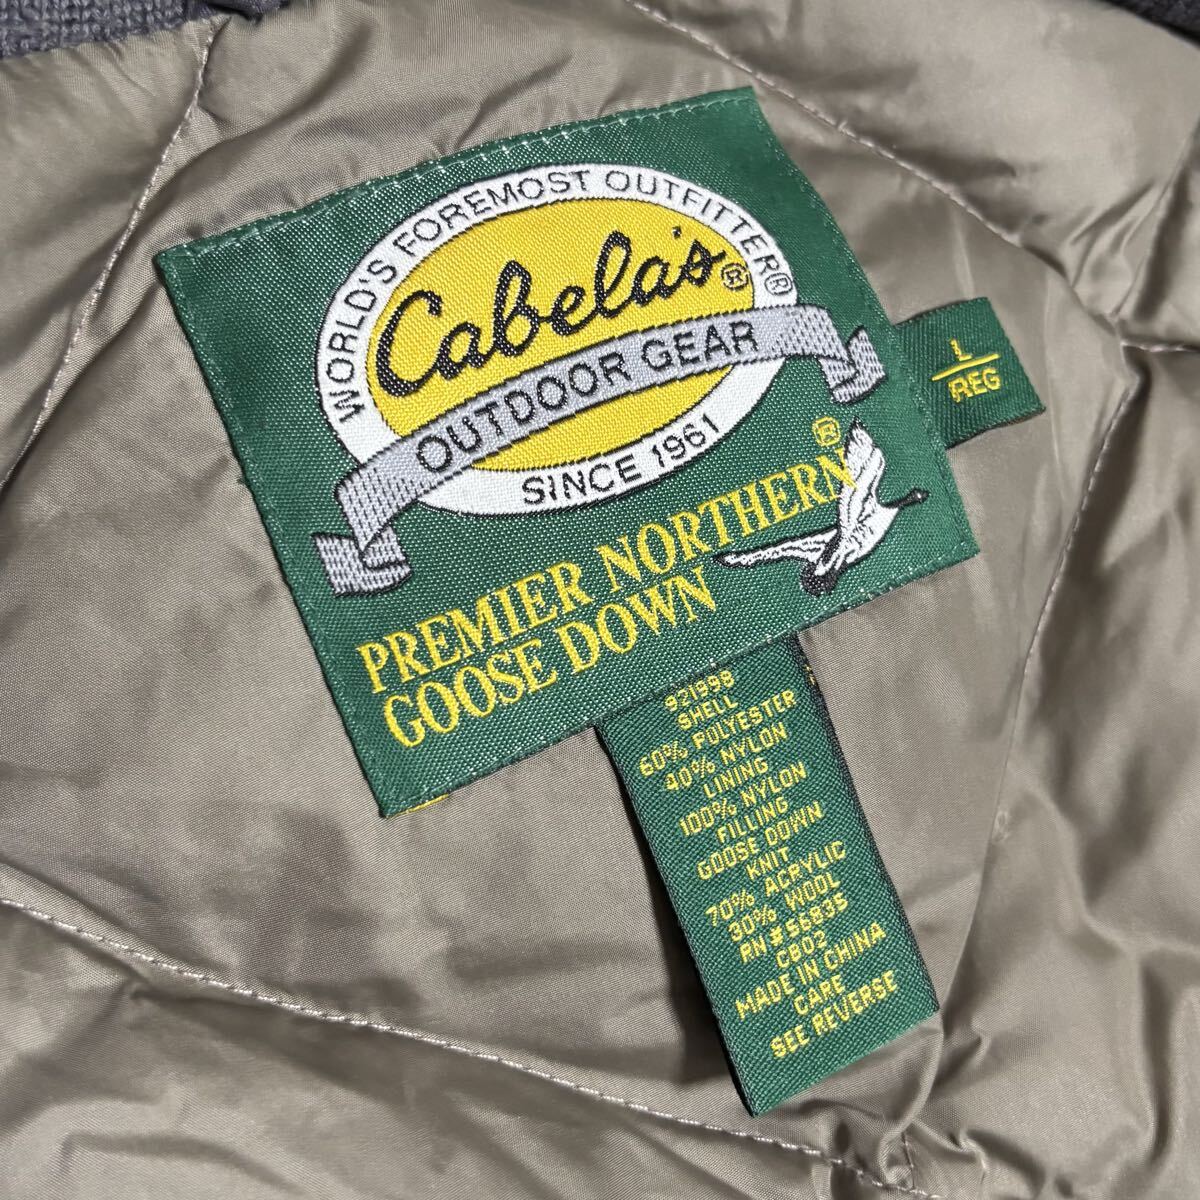 WORLD'S FOREMOST OUTFITTER®
Cabela's®
OUTDOOR GEAR
SINCE 1961
PREMIER NORTHERN®
GOOSE DOWN
L
REG
921998
SHELL
60% POLYESTER
40% NYLON
LINING
100% NYLON
FILLING
GOOSE DOWN
KNIT
70% ACRYLIC
30% WOOL
RN#56835
CB02
MADE IN CHINA
CARE
SEE REVERSE